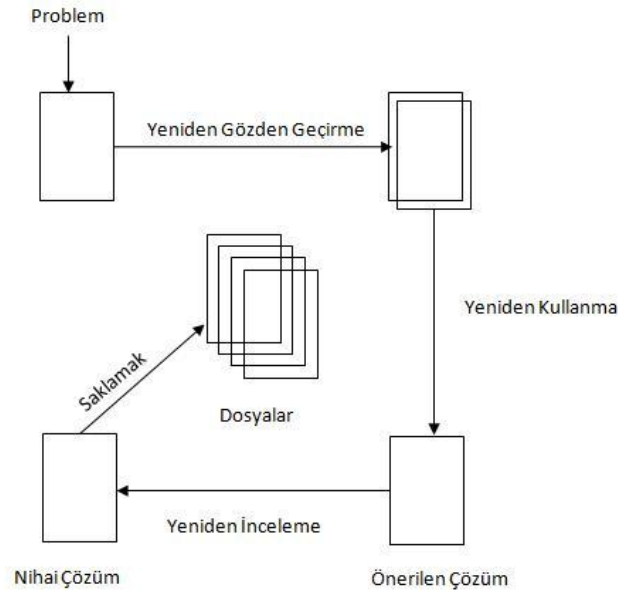 Problem
Yeniden Gözden Geçirme
Yeniden Kullanma
Saklamak
Dosyalar
Yeniden İnceleme
Nihai Çözüm
Önerilen Çözüm